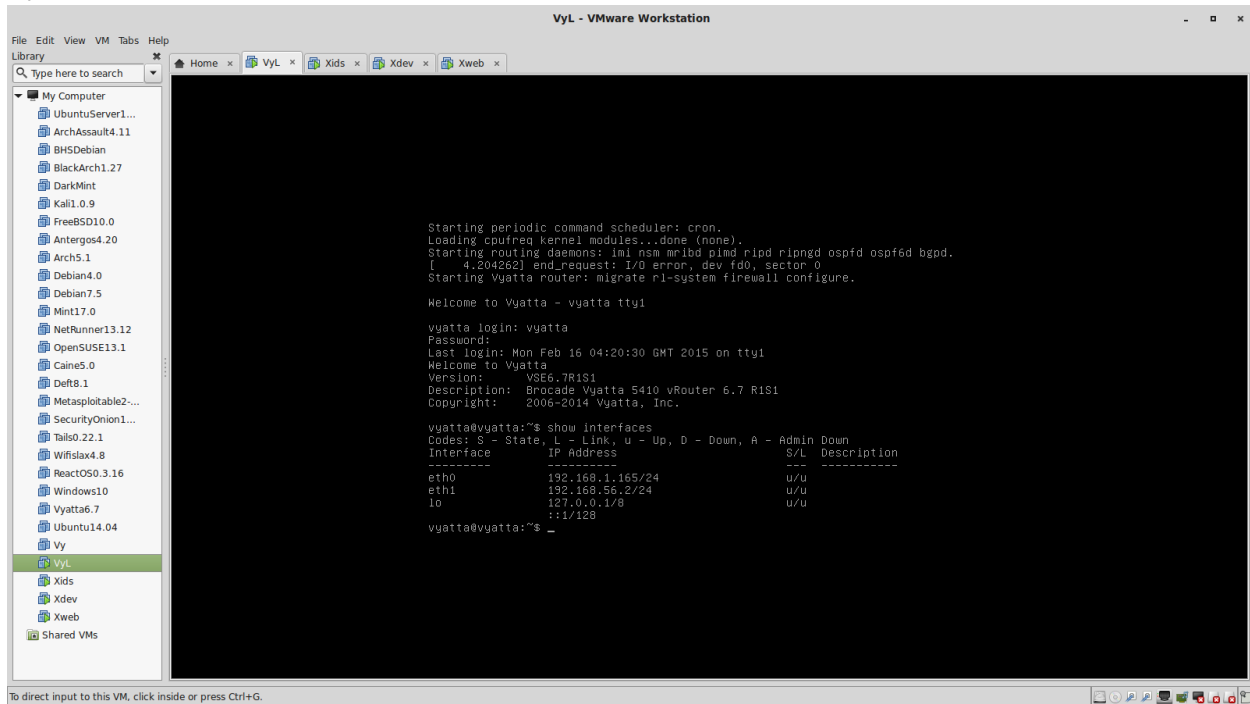 VyL - VMware Workstation
File Edit View VM Tabs Help
Library
Type here to search
Home
VyL
Xids
Xdev
Xweb
My Computer
UbuntuServer1...
ArchAssault4.11
BHSDebian
BlackArch1.27
DarkMint
Kali1.0.9
FreeBSD10.0
Antergos4.20
Arch5.1
Debian4.0
Debian7.5
Mint17.0
NetRunner13.12
OpenSUSE13.1
Caine5.0
Deft8.1
Metasploitable2-...
SecurityOnion1...
Tails0.22.1
Wifislax4.8
ReactOS0.3.16
Windows10
Vyatta6.7
Ubuntu14.04
Vy
VyL
Xids
Xdev
Xweb
Shared VMs
Starting periodic command scheduler: cron.
Loading cpufreq kernel modules...done (none).
Starting routing daemons: imi nsm mribd pimd ripd ripngd ospfd ospf6d bgpd.
[    4.204262] end_request: I/O error, dev fd0, sector 0
Starting Vyatta router: migrate rl-system firewall configure.
Welcome to Vyatta - vyatta tty1
vyatta login: vyatta
Password:
Last login: Mon Feb 16 04:20:30 GMT 2015 on tty1
Welcome to Vyatta
Version:      VSE6.7R1S1
Description:  Brocade Vyatta 5410 vRouter 6.7 R1S1
Copyright:    2006-2014 Vyatta, Inc.
vyatta@vyatta:~$ show interfaces
Codes: S - State, L - Link, u - Up, D - Down, A - Admin Down
Interface        IP Address                        S/L  Description
---------        ----------                        ---  -----------
eth0             192.168.1.165/24                  u/u
eth1             192.168.56.2/24                   u/u
lo               127.0.0.1/8                       u/u
                 ::1/128
vyatta@vyatta:~$ _
To direct input to this VM, click inside or press Ctrl+G.